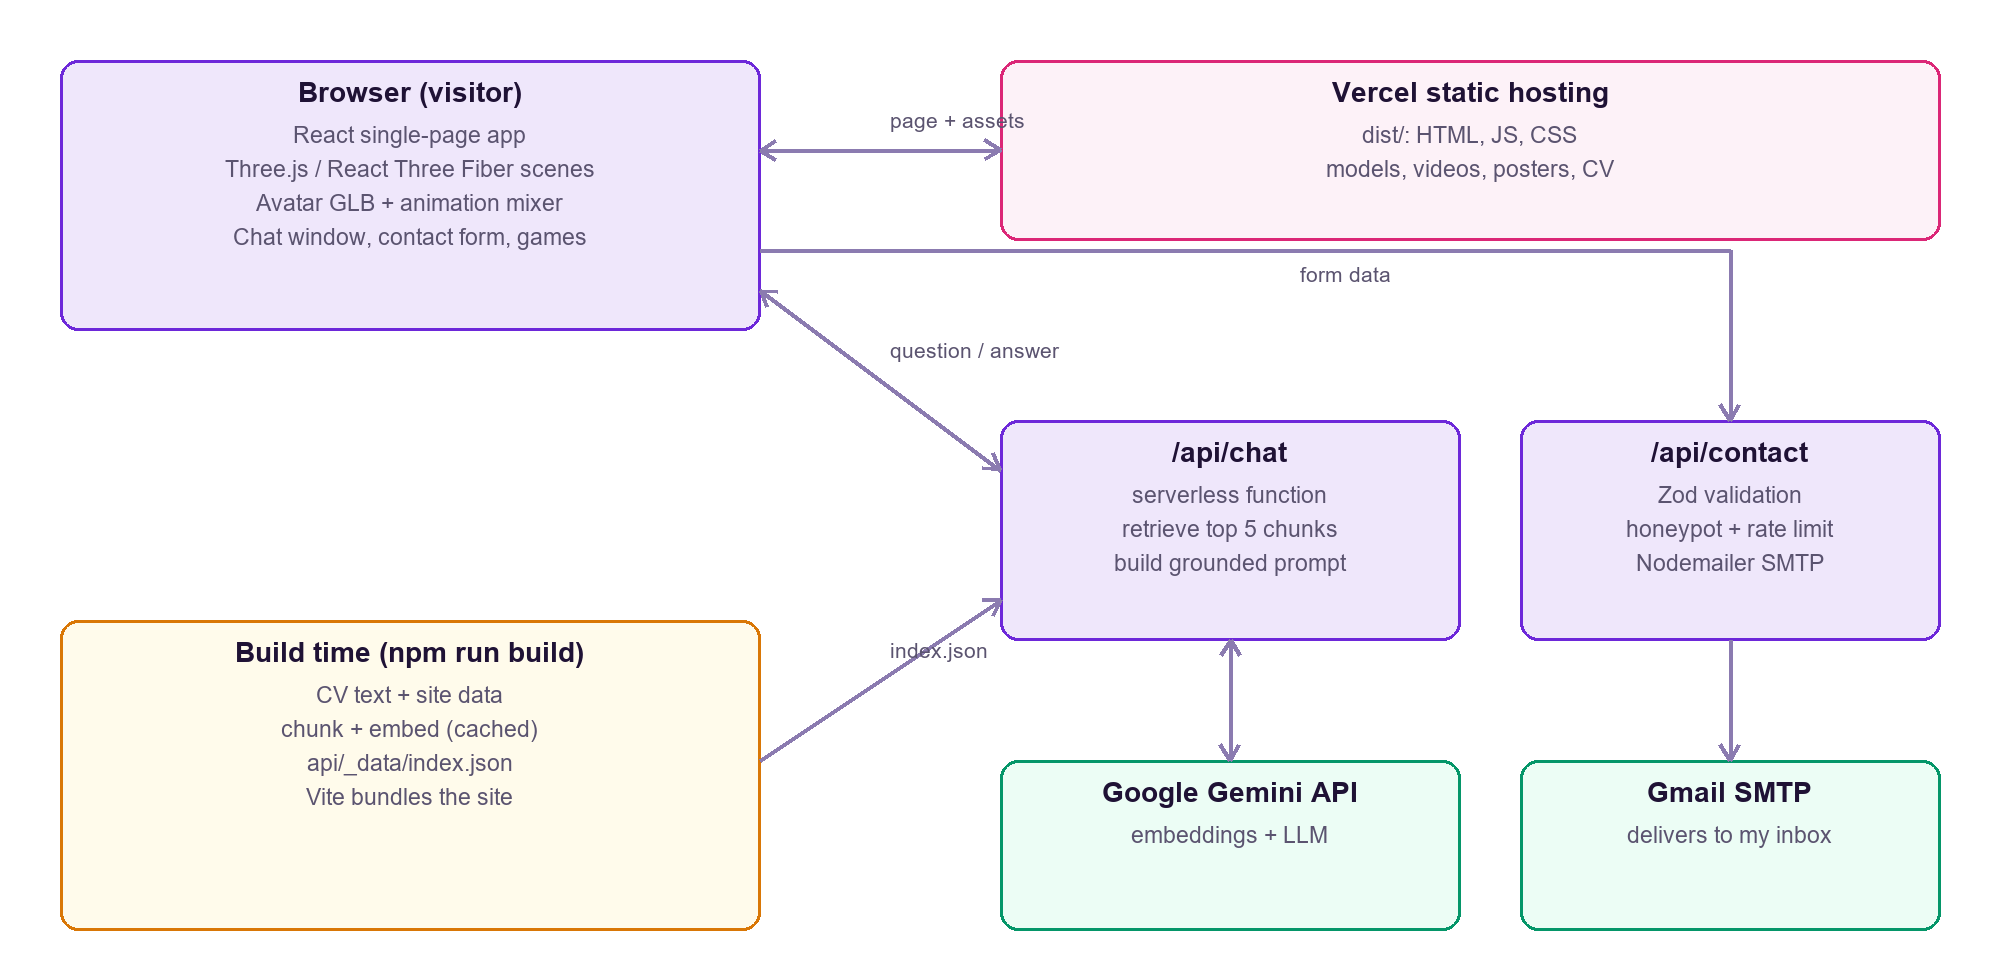 Browser (visitor)
React single-page app
Three.js / React Three Fiber scenes
Avatar GLB + animation mixer
Chat window, contact form, games
page + assets
Vercel static hosting
dist/: HTML, JS, CSS
models, videos, posters, CV
form data
question / answer
/api/chat
serverless function
retrieve top 5 chunks
build grounded prompt
/api/contact
Zod validation
honeypot + rate limit
Nodemailer SMTP
Build time (npm run build)
CV text + site data
chunk + embed (cached)
api/_data/index.json
Vite bundles the site
index.json
Google Gemini API
embeddings + LLM
Gmail SMTP
delivers to my inbox